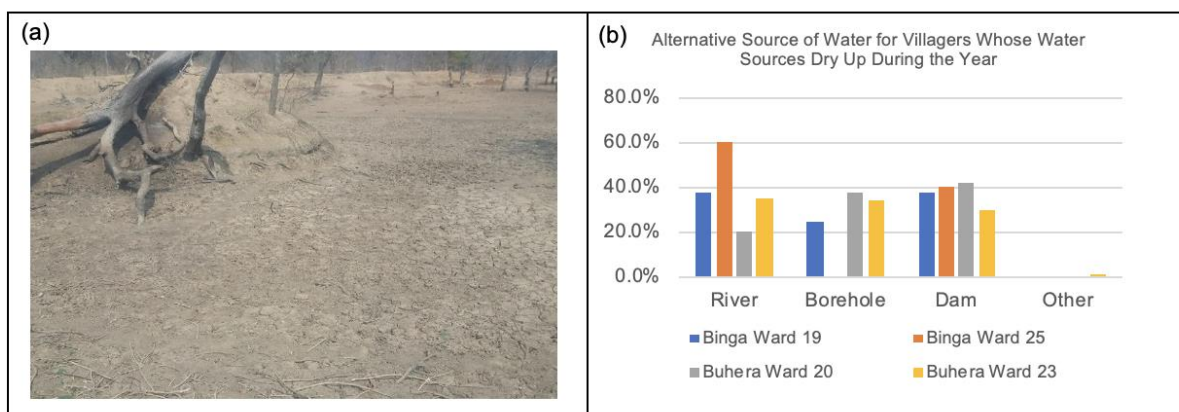 (a)
(b)
Alternative Source of Water for Villagers Whose Water
Sources Dry Up During the Year
80.0%
60.0%
40.0%
20.0%
0.0%
River Borehole Dam Other
Binga Ward 19 Binga Ward 25
Buhera Ward 20 Buhera Ward 23